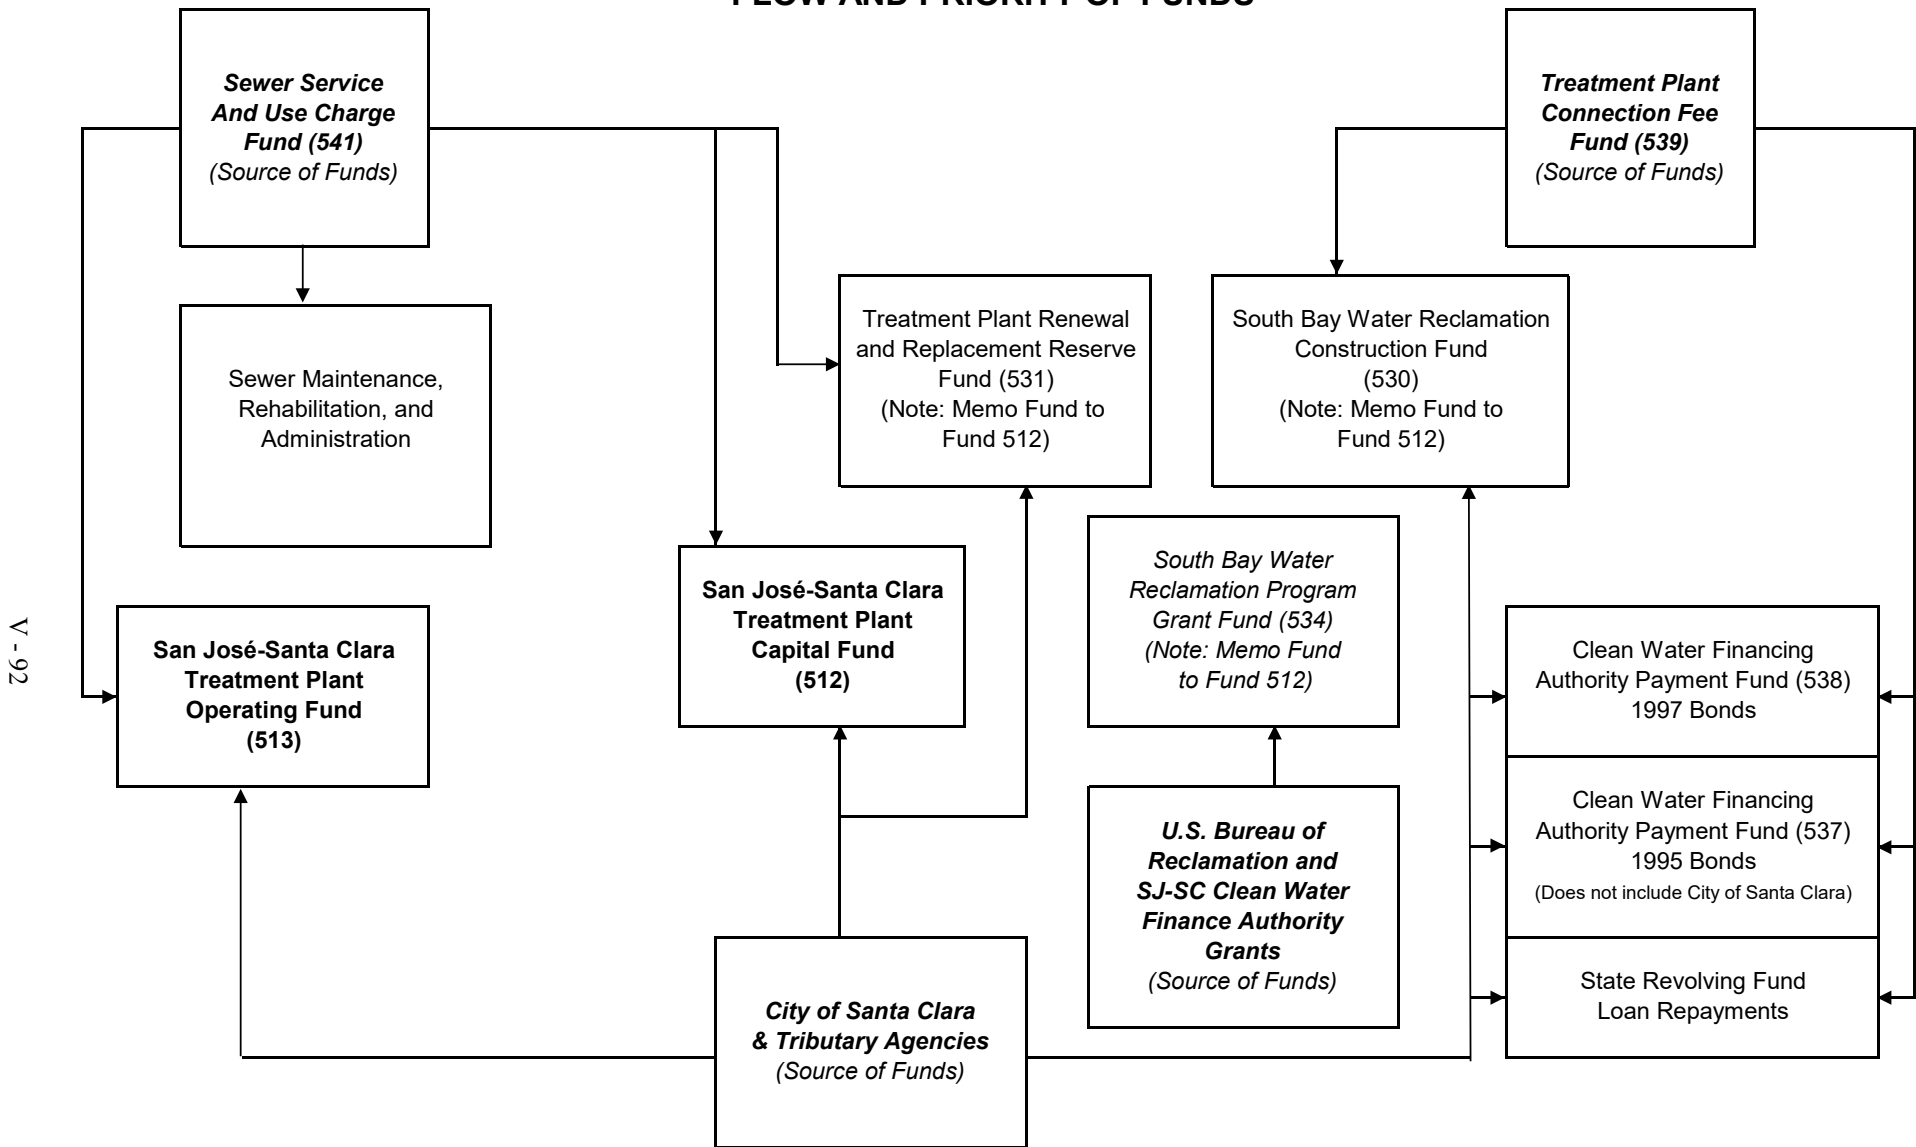 FLOW AND PRIORITY OF FUNDS
Sewer Service
And Use Charge
Fund (541)
(Source of Funds)
Treatment Plant
Connection Fee
Fund (539)
(Source of Funds)
Sewer Maintenance,
Rehabilitation, and
Administration
Treatment Plant Renewal
and Replacement Reserve
Fund (531)
(Note: Memo Fund to
Fund 512)
South Bay Water Reclamation
Construction Fund
(530)
(Note: Memo Fund to
Fund 512)
San José-Santa Clara
Treatment Plant
Operating Fund
(513)
San José-Santa Clara
Treatment Plant
Capital Fund
(512)
South Bay Water
Reclamation Program
Grant Fund (534)
(Note: Memo Fund
to Fund 512)
Clean Water Financing
Authority Payment Fund (538)
1997 Bonds
Clean Water Financing
Authority Payment Fund (537)
1995 Bonds
(Does not include City of Santa Clara)
State Revolving Fund
Loan Repayments
U.S. Bureau of
Reclamation and
SJ-SC Clean Water
Finance Authority
Grants
(Source of Funds)
City of Santa Clara
& Tributary Agencies
(Source of Funds)
V - 92